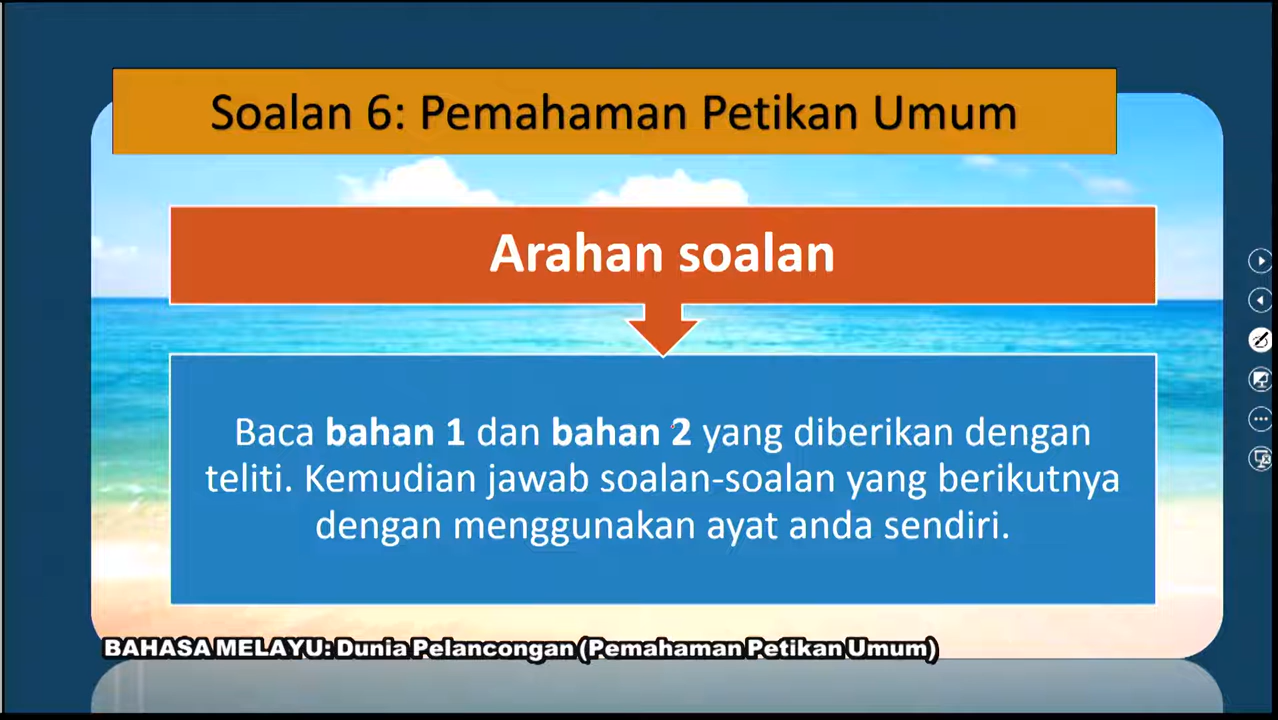 Soalan 6: Pemahaman Petikan Umum
Arahan soalan
Baca bahan 1 dan bahan 2 yang diberikan dengan
teliti. Kemudian jawab soalan-soalan yang berikutnya
dengan menggunakan ayat anda sendiri.
BAHASA MELAYU: Dunia Pelancongan (Pemahaman Petikan Umum)